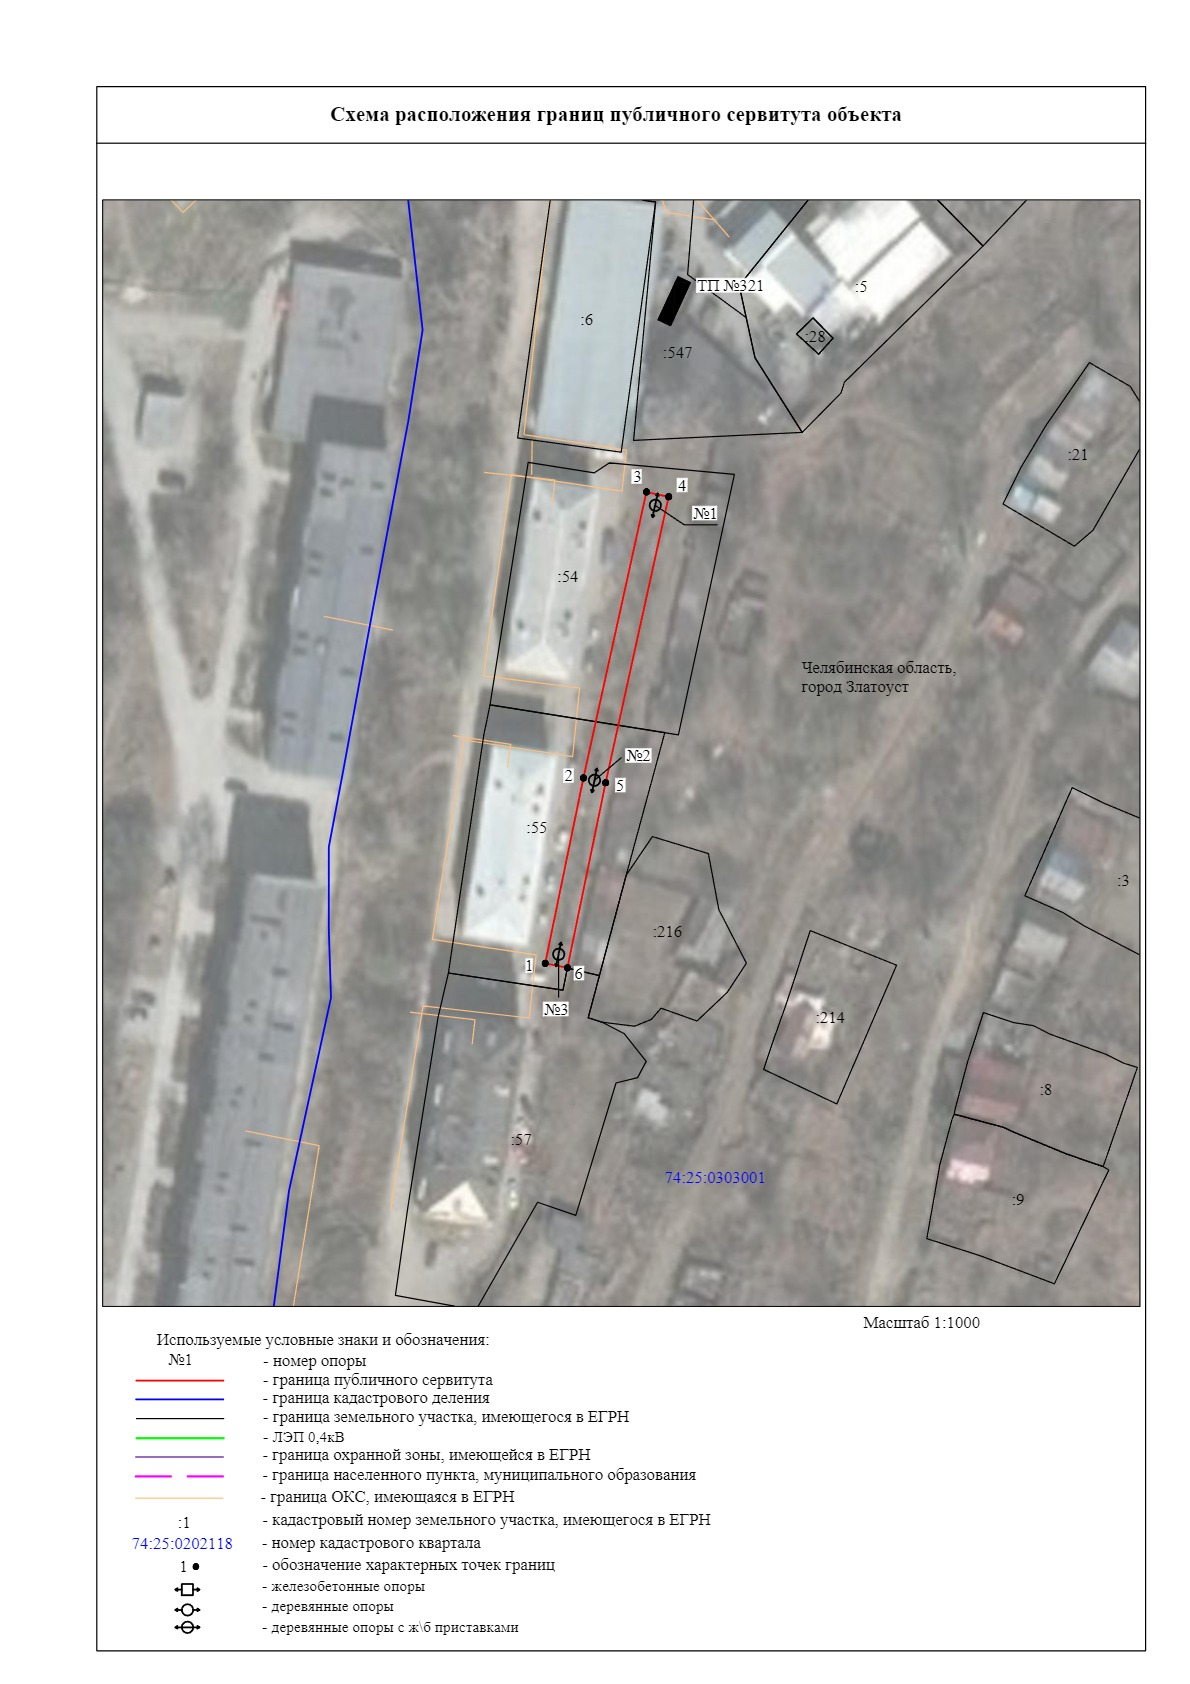 Схема расположения границ публичного сервитута объекта
ТП №321
:5
:6
:28
:547
:21
3
4
№1
:54
Челябинская область,
город Златоуст
№2
2
5
:55
:3
:216
1
6
№3
:214
:8
:57
74:25:0303001
:9
Масштаб 1:1000
Используемые условные знаки и обозначения:
№1 - номер опоры
- граница публичного сервитута
- граница кадастрового деления
- граница земельного участка, имеющегося в ЕГРН
- ЛЭП 0,4кВ
- граница охранной зоны, имеющейся в ЕГРН
- граница населенного пункта, муниципального образования
- граница ОКС, имеющаяся в ЕГРН
:1 - кадастровый номер земельного участка, имеющегося в ЕГРН
74:25:0202118 - номер кадастрового квартала
1 - обозначение характерных точек границ
- железобетонные опоры
- деревянные опоры
- деревянные опоры с ж\б приставками